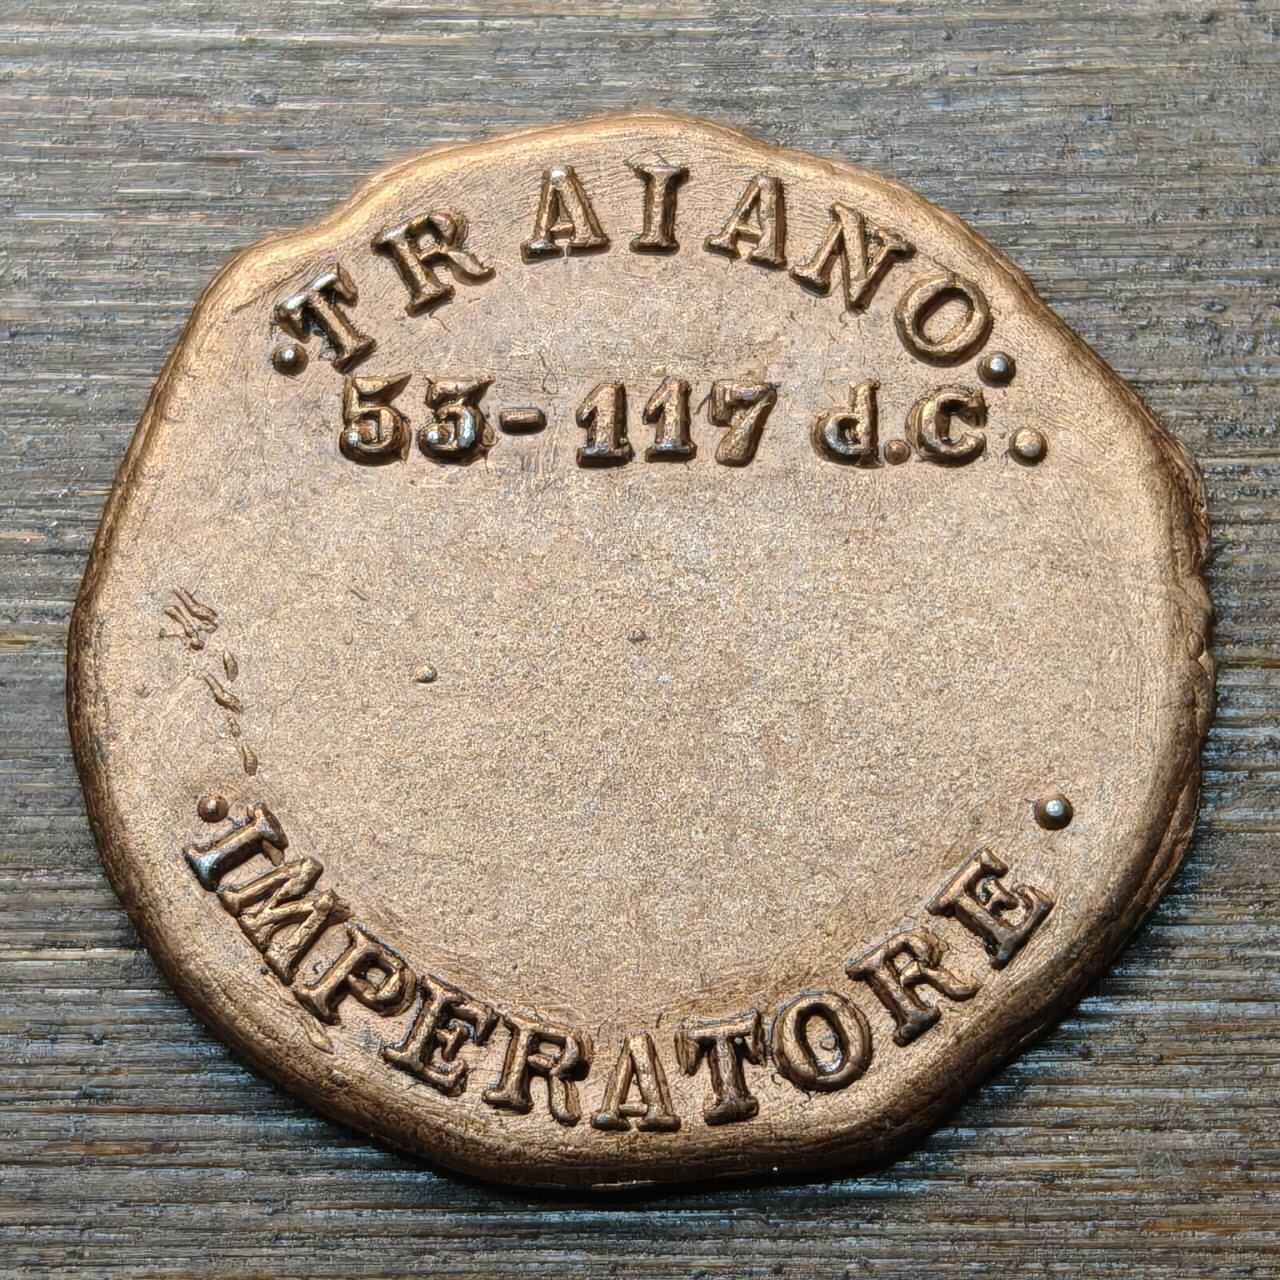 ·TRAIANO·
53-117 d.C.
·IMPERATORE·